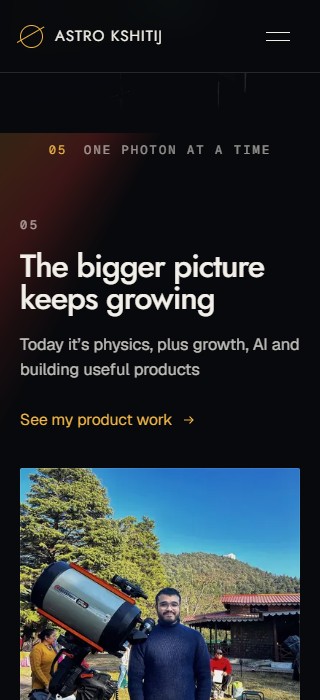 ASTRO KSHITIJ
05 ONE PHOTON AT A TIME
05
The bigger picture
keeps growing
Today it's physics, plus growth, AI and
building useful products
See my product work →